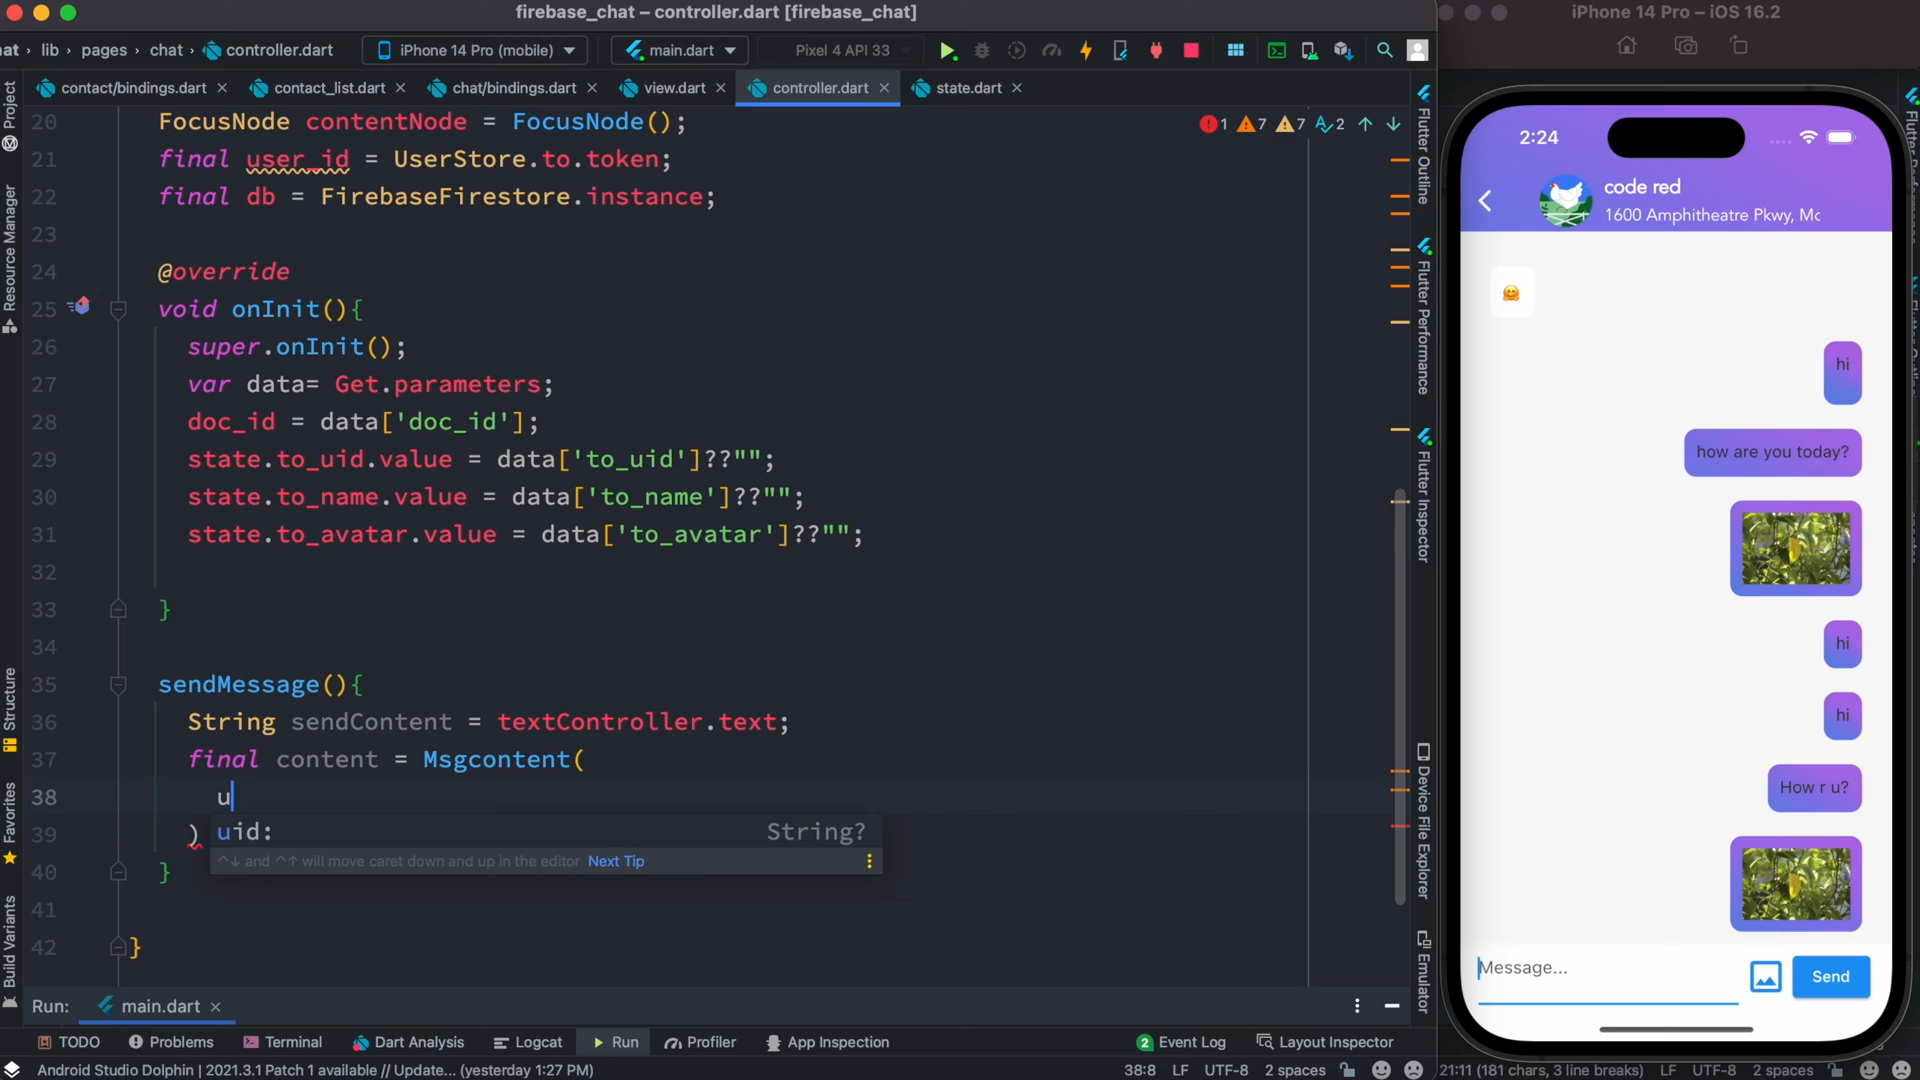 firebase_chat – controller.dart [firebase_chat]
iPhone 14 Pro – iOS 16.2
lib
pages
chat
controller.dart
iPhone 14 Pro (mobile)
main.dart
Pixel 4 API 33
contact/bindings.dart
contact_list.dart
chat/bindings.dart
view.dart
controller.dart
state.dart
Project
Resource Manager
Structure
Favorites
Build Variants
20 FocusNode contentNode = FocusNode();
1 7 7 2
21 final user_id = UserStore.to.token;
22 final db = FirebaseFirestore.instance;
23
24 @override
25 void onInit(){
26 super.onInit();
27 var data= Get.parameters;
28 doc_id = data['doc_id'];
29 state.to_uid.value = data['to_uid']??"";
30 state.to_name.value = data['to_name']??"";
31 state.to_avatar.value = data['to_avatar']??"";
32
33 }
34
35 sendMessage(){
36 String sendContent = textController.text;
37 final content = Msgcontent(
38 u
39 )
uid: String?
^↓ and ^↑ will move caret down and up in the editor Next Tip
40 }
41
42 }
Flutter Outline
Flutter Performance
Flutter Inspector
Device File Explorer
Emulator
2:24
code red
1600 Amphitheatre Pkwy, Mc
hi
how are you today?
hi
hi
How r u?
Message...
Send
Run: main.dart
TODO
Problems
Terminal
Dart Analysis
Logcat
Run
Profiler
App Inspection
2 Event Log
Layout Inspector
Android Studio Dolphin | 2021.3.1 Patch 1 available // Update... (yesterday 1:27 PM)
38:8 LF UTF-8 2 spaces
21:11 (181 chars, 3 line breaks) LF UTF-8 2 spaces